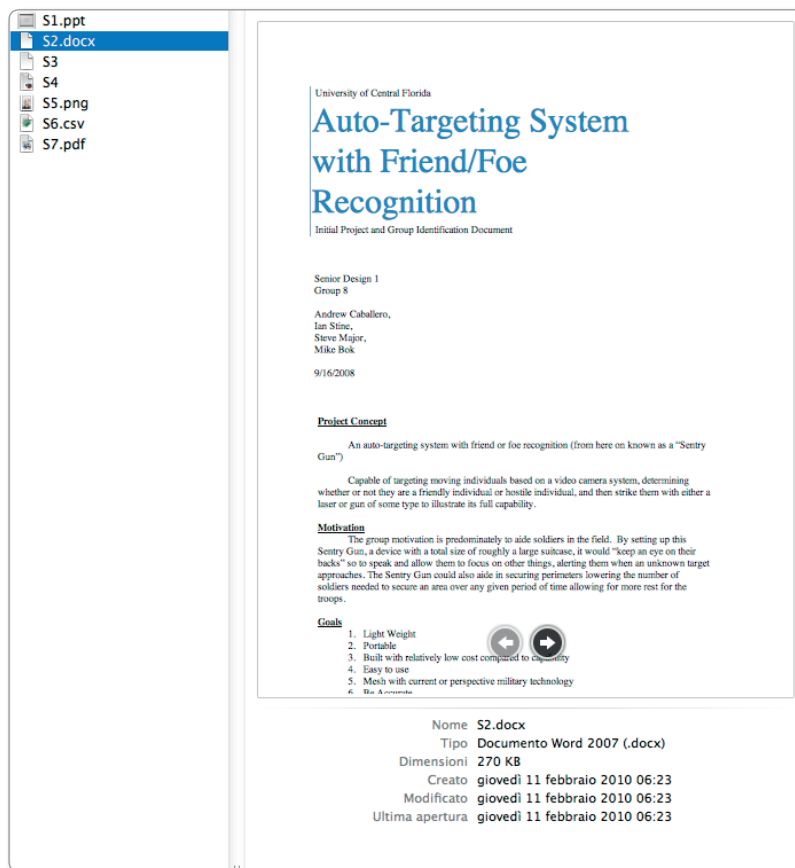 S1.ppt
S2.docx
S3
S4
S5.png
S6.csv
S7.pdf
University of Central Florida
Auto-Targeting System
with Friend/Foe
Recognition
Initial Project and Group Identification Document
Senior Design 1
Group 8
Andrew Caballero,
Ian Stine,
Steve Major,
Mike Bok
9/16/2008
Project Concept
An auto-targeting system with friend or foe recognition (from here on known as a “Sentry
Gun”)
Capable of targeting moving individuals based on a video camera system, determining
whether or not they are a friendly individual or hostile individual, and then strike them with either a
laser or gun of some type to illustrate its full capability.
Motivation
The group motivation is predominately to aide soldiers in the field. By setting up this
Sentry Gun, a device with a total size of roughly a large suitcase, it would “keep an eye on their
backs” so to speak and allow them to focus on other things, alerting them when an unknown target
approaches. The Sentry Gun could also aide in securing perimeters lowering the number of
soldiers needed to secure an area over any given period of time allowing for more rest for the
troops.
Goals
1. Light Weight
2. Portable
3. Built with relatively low cost compared to capability
4. Easy to use
5. Mesh with current or perspective military technology
6. Be Accurate
Nome S2.docx
Tipo Documento Word 2007 (.docx)
Dimensioni 270 KB
Creato giovedì 11 febbraio 2010 06:23
Modificato giovedì 11 febbraio 2010 06:23
Ultima apertura giovedì 11 febbraio 2010 06:23